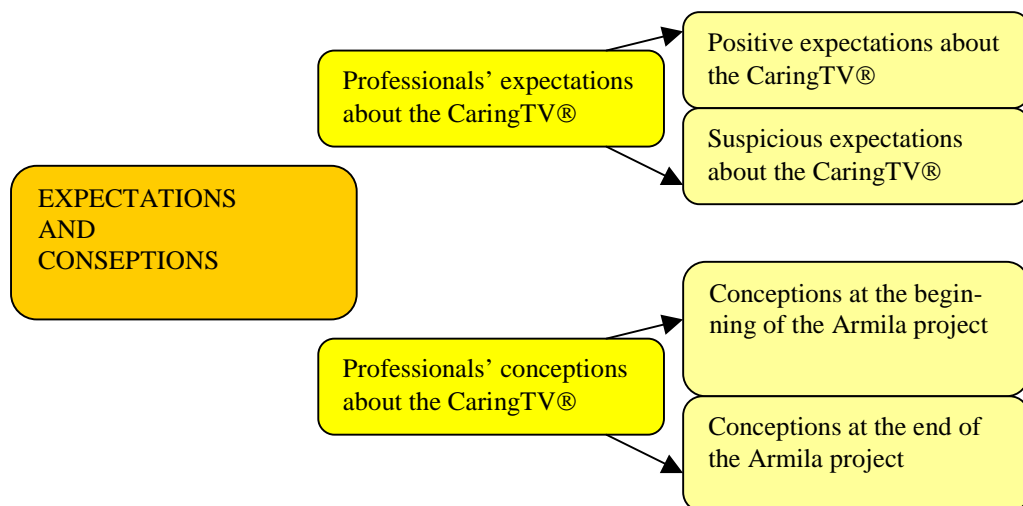 EXPECTATIONS
AND
CONSEPTIONS
Professionals’ expectations
about the CaringTV®
Positive expectations about
the CaringTV®
Suspicious expectations
about the CaringTV®
Professionals’ conceptions
about the CaringTV®
Conceptions at the begin-
ning of the Armila project
Conceptions at the end of
the Armila project